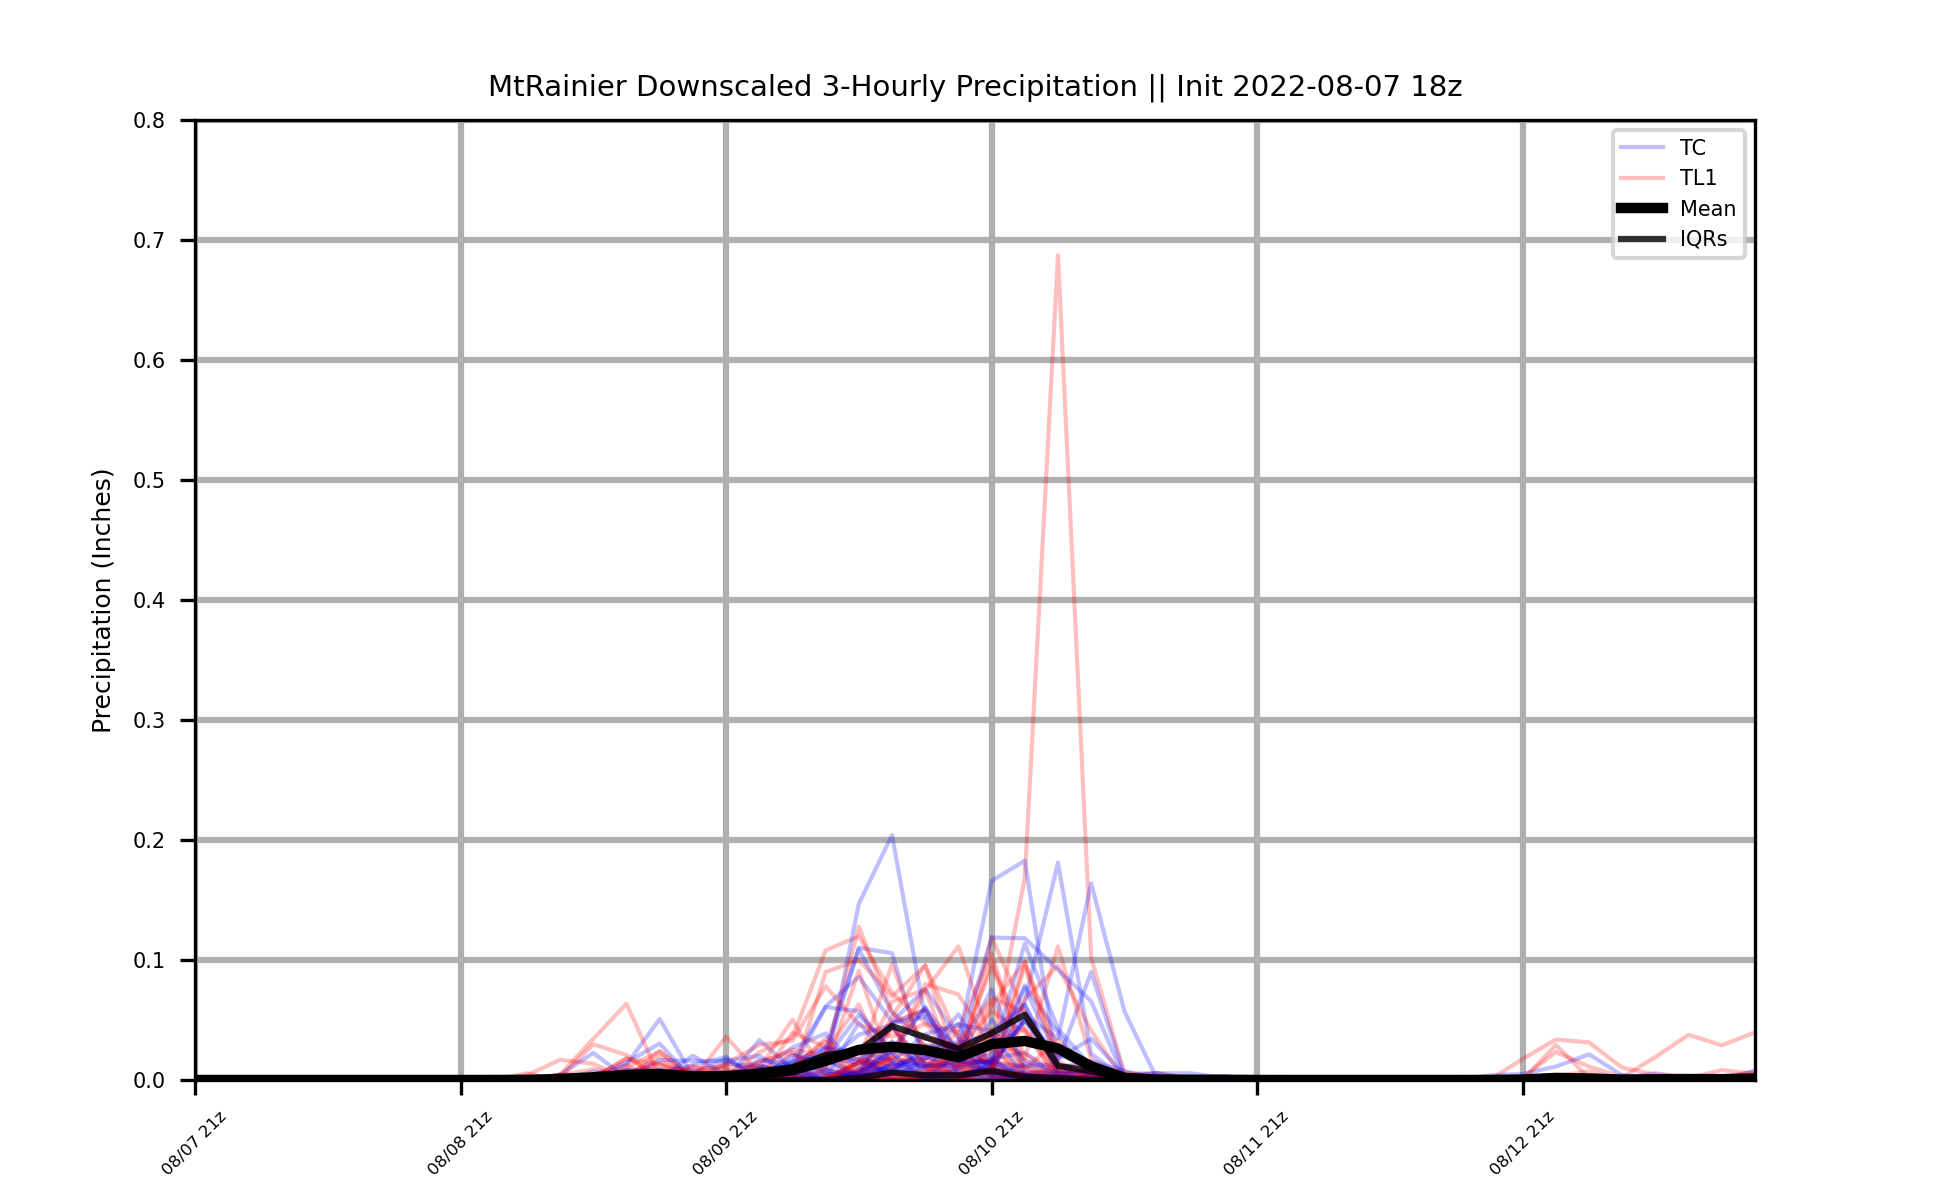 MtRainier Downscaled 3-Hourly Precipitation || Init 2022-08-07 18z
TC
TL1
Mean
IQRs
Precipitation (Inches)
0.8
0.7
0.6
0.5
0.4
0.3
0.2
0.1
0.0
08/07 21z
08/08 21z
08/09 21z
08/10 21z
08/11 21z
08/12 21z